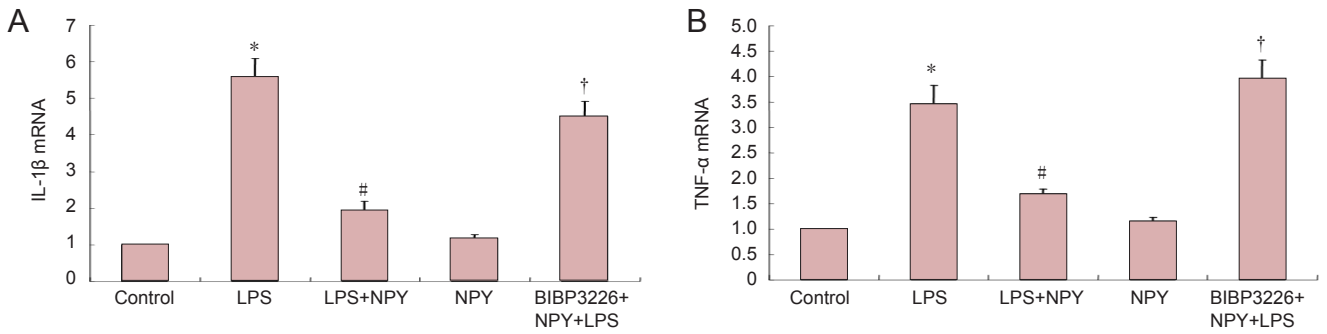 A
IL-1β mRNA
7
6
5
4
3
2
1
0
*
#
†
Control
LPS
LPS+NPY
NPY
BIBP3226+
NPY+LPS
B
TNF-α mRNA
5.0
4.5
4.0
3.5
3.0
2.5
2.0
1.5
1.0
0.5
0
*
#
†
Control
LPS
LPS+NPY
NPY
BIBP3226+
NPY+LPS